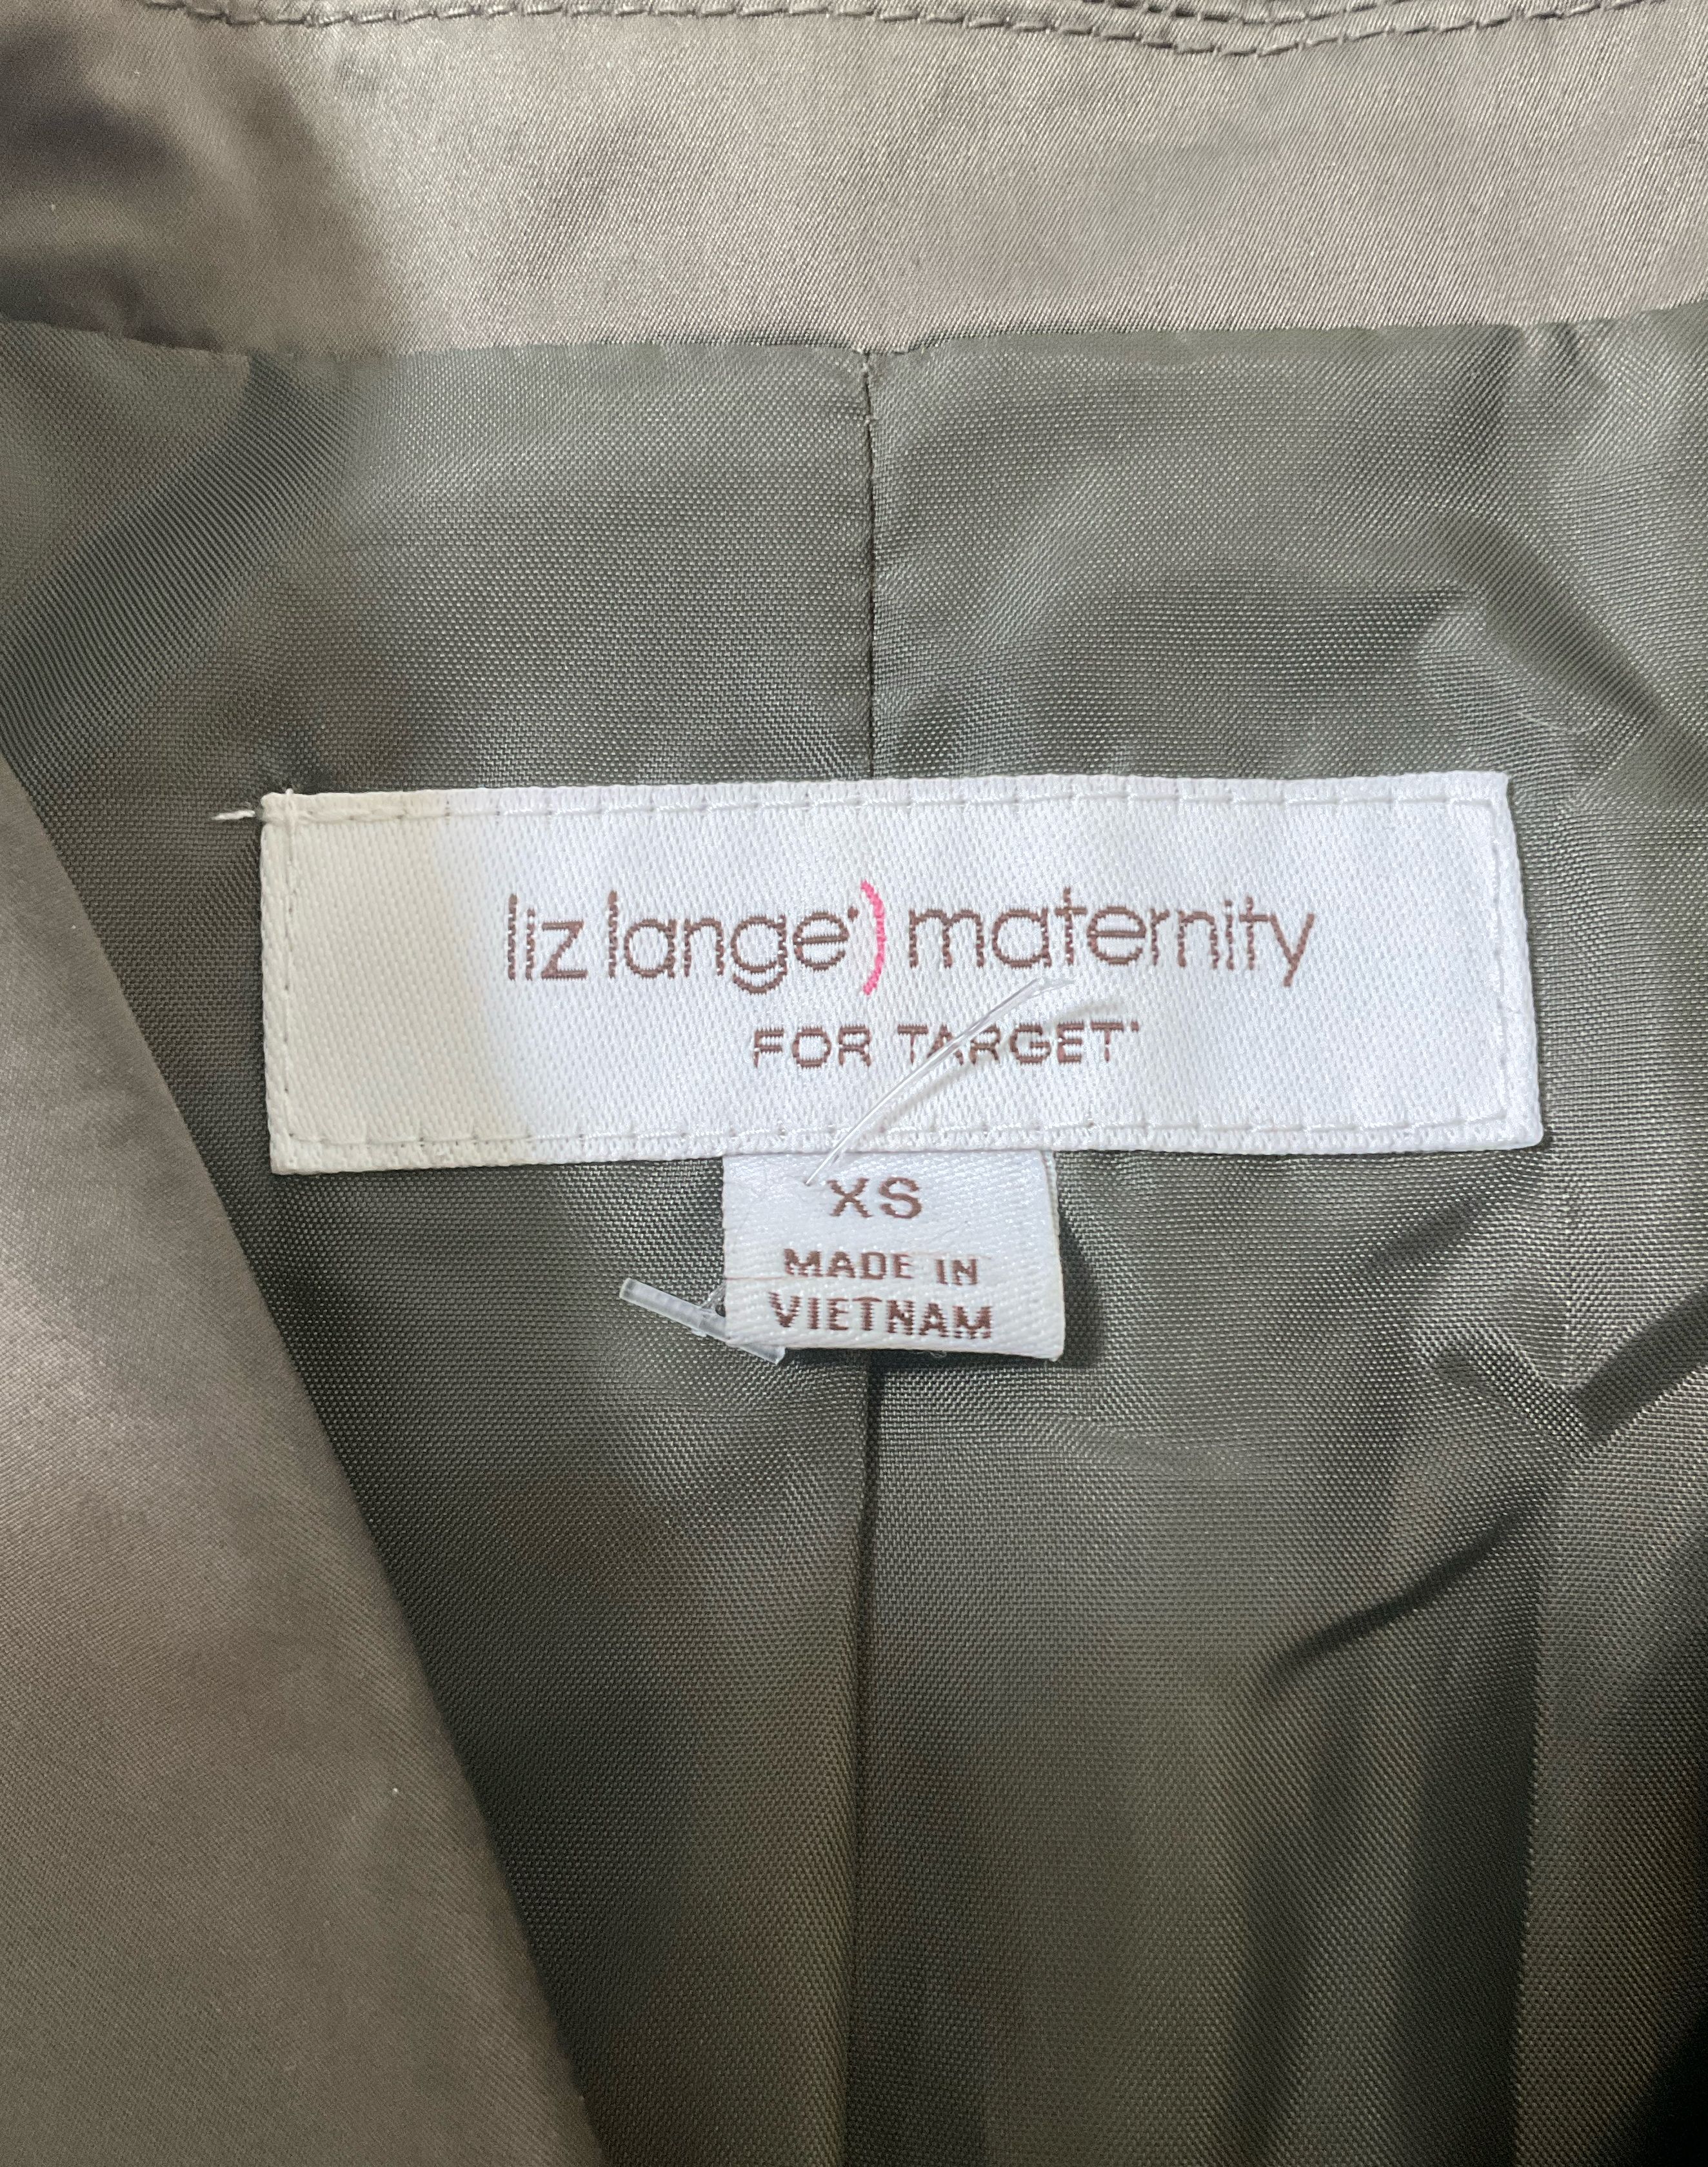 liz lange) maternity
FOR TARGET
XS
MADE IN
VIETNAM